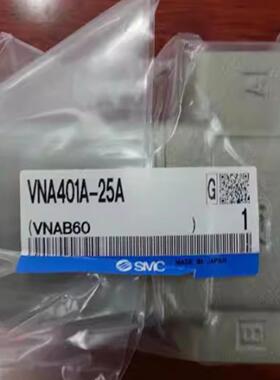 VNA401A-25A
G
(VNAB60 )
1
SMC
MADE IN JAPAN
A
B